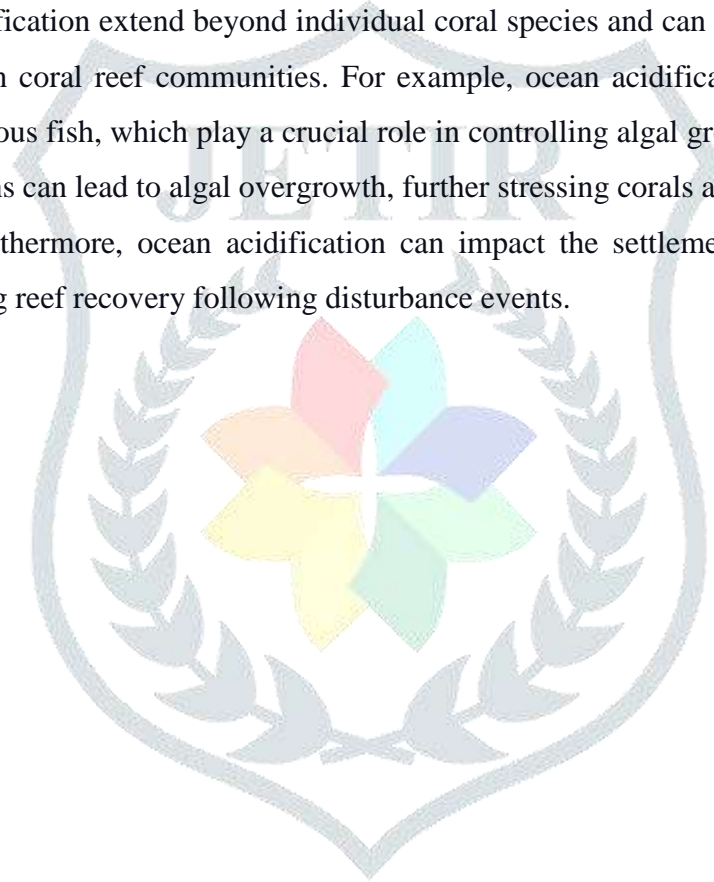 ification extend beyond individual coral species and can
n coral reef communities. For example, ocean acidifica
ous fish, which play a crucial role in controlling algal gr
ns can lead to algal overgrowth, further stressing corals a
thermore, ocean acidification can impact the settleme
g reef recovery following disturbance events.
JETIR